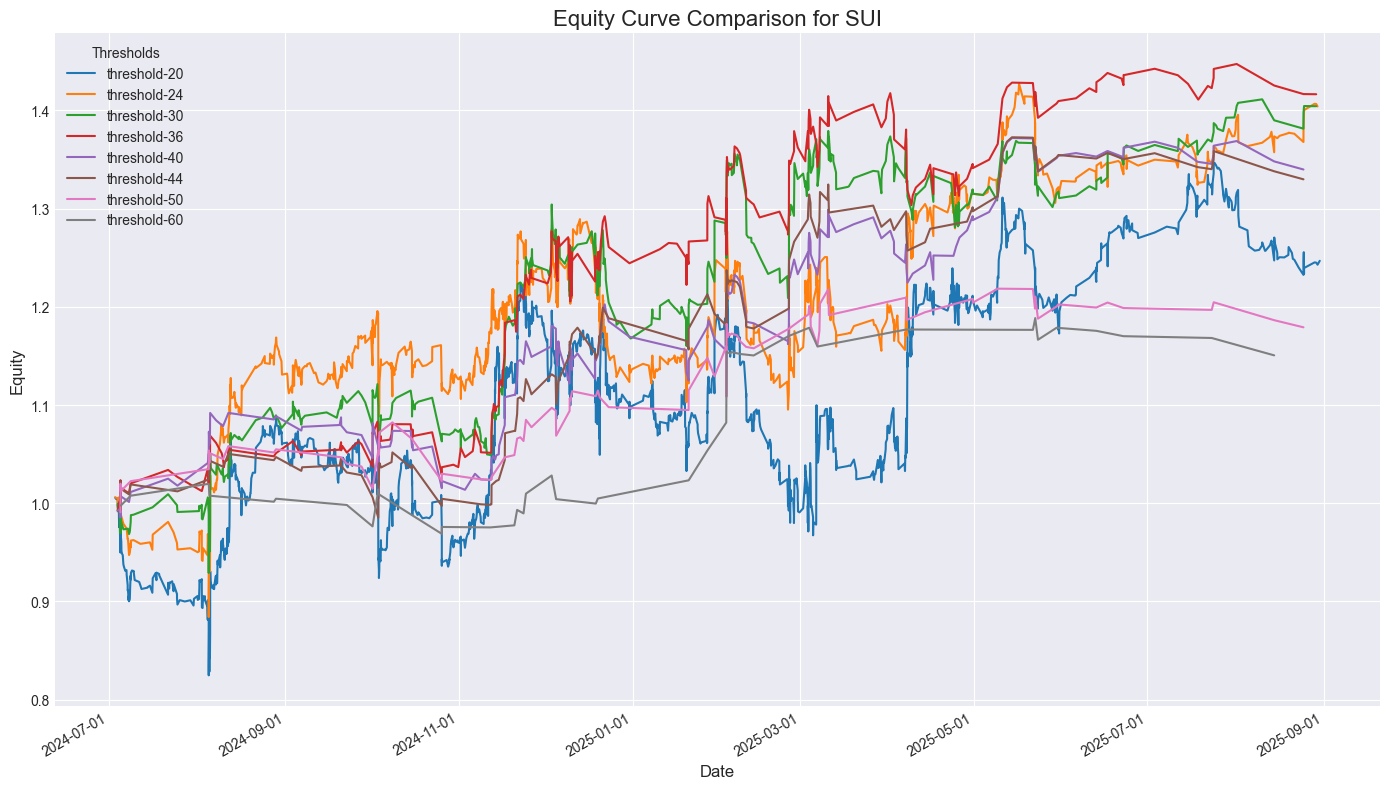 Equity Curve Comparison for SUI
Thresholds
threshold-20
threshold-24
threshold-30
threshold-36
threshold-40
threshold-44
threshold-50
threshold-60
Equity
1.4
1.3
1.2
1.1
1.0
0.9
0.8
2024-07-01
2024-09-01
2024-11-01
2025-01-01
2025-03-01
2025-05-01
2025-07-01
2025-09-01
Date